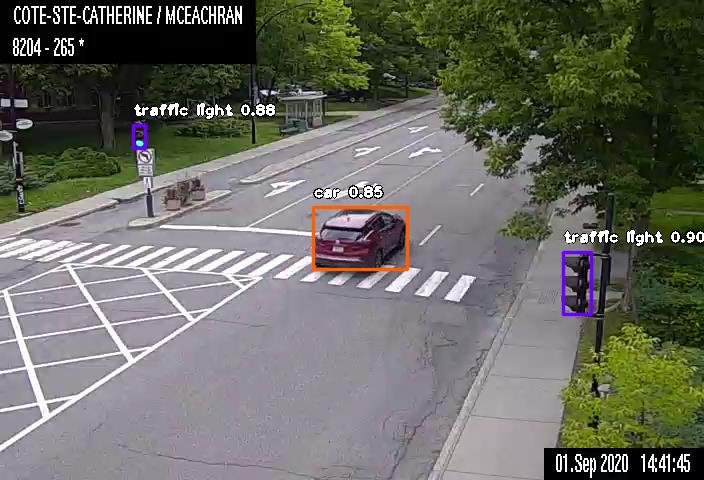 COTE-STE-CATHERINE / MCEACHRAN
8204 - 265 *
traffic light 0.88
car 0.85
traffic light 0.90
01.Sep 2020 14:41:45